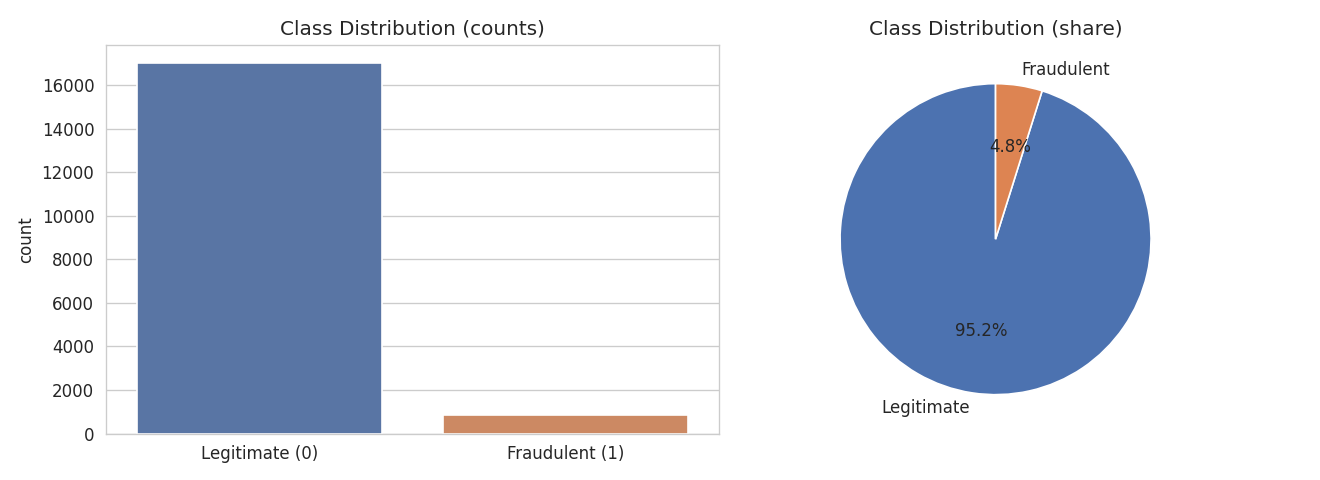 Class Distribution (counts)
count
16000
14000
12000
10000
8000
6000
4000
2000
0
Legitimate (0)
Fraudulent (1)
Class Distribution (share)
Fraudulent
4.8%
95.2%
Legitimate